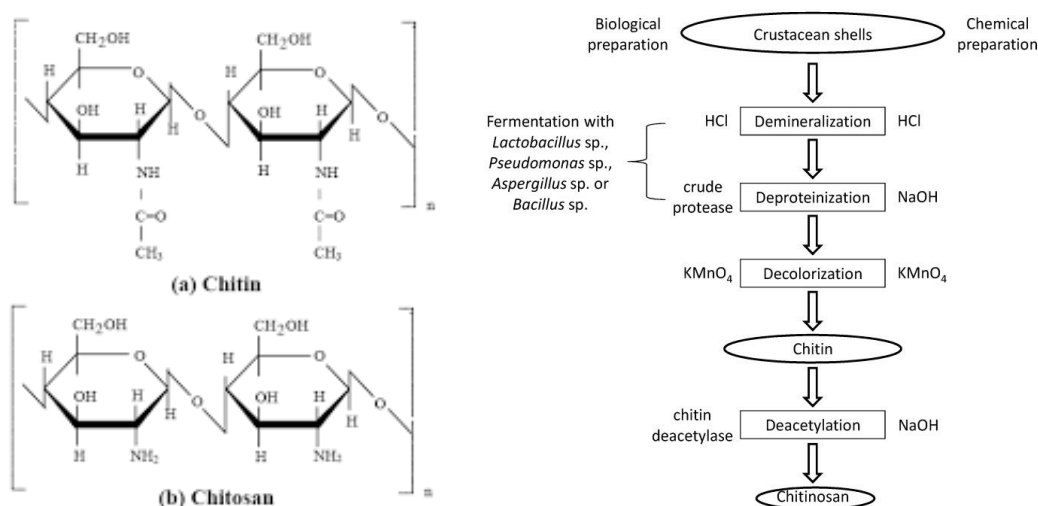 CH₂OH CH₂OH
H O H O
OH H H O OH H H O
H NH H NH
n
C=O C=O
CH₃ CH₃
(a) Chitin
CH₂OH CH₂OH
H O H O
OH H H O OH H H O
H NH₂ H NH₂
n
(b) Chitosan
Biological
preparation
Crustacean shells
Chemical
preparation
Fermentation with
Lactobacillus sp.,
Pseudomonas sp.,
Aspergillus sp. or
Bacillus sp.
HCl Demineralization HCl
crude
protease
Deproteinization NaOH
KMnO₄ Decolorization KMnO₄
Chitin
chitin
deacetylase
Deacetylation NaOH
Chitinosan